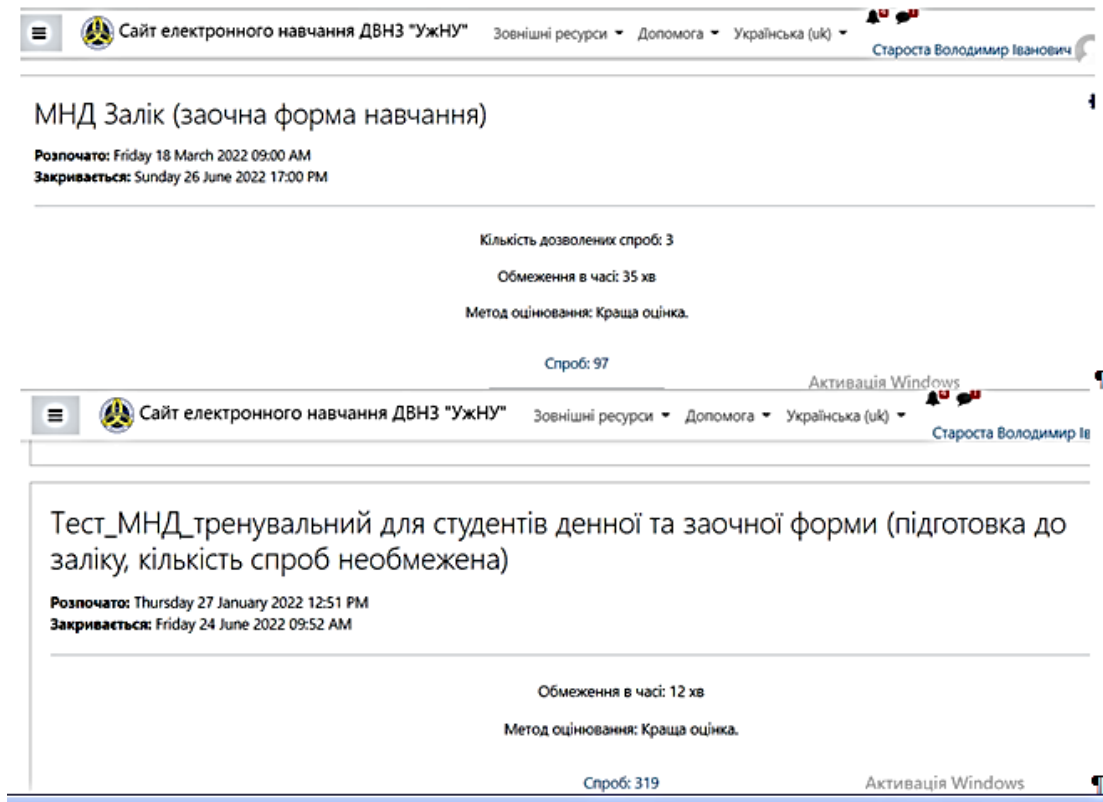 Сайт електронного навчання ДВНЗ "УжНУ" Зовнішні ресурси Допомога Українська (uk)
Староста Володимир Іванович
МНД Залік (заочна форма навчання)
Розпочато: Friday 18 March 2022 09:00 AM
Закривається: Sunday 26 June 2022 17:00 PM
Кількість дозволених спроб: 3
Обмеження в часі: 35 хв
Метод оцінювання: Краща оцінка.
Спроб: 97
Активація Windows
Сайт електронного навчання ДВНЗ "УжНУ" Зовнішні ресурси Допомога Українська (uk)
Староста Володимир Ів
Тест_МНД_тренувальний для студентів денної та заочної форми (підготовка до
заліку, кількість спроб необмежена)
Розпочато: Thursday 27 January 2022 12:51 PM
Закривається: Friday 24 June 2022 09:52 AM
Обмеження в часі: 12 хв
Метод оцінювання: Краща оцінка.
Спроб: 319
Активація Windows